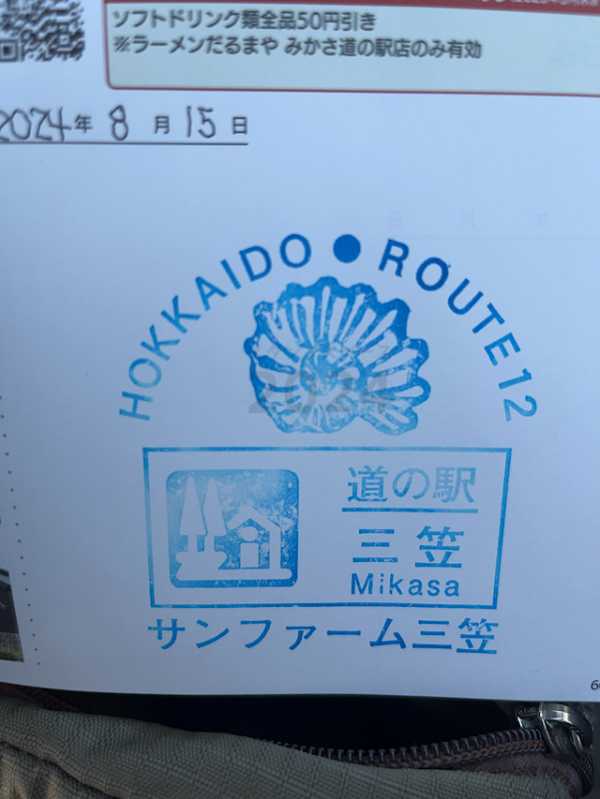 ソフトドリンク類全品50円引き
※ラーメンだるまや みかさ道の駅店のみ有効
2024年 8月15日
HOKKAIDO ● ROUTE 12
2024
道の駅
三笠
Mikasa
サンファーム三笠